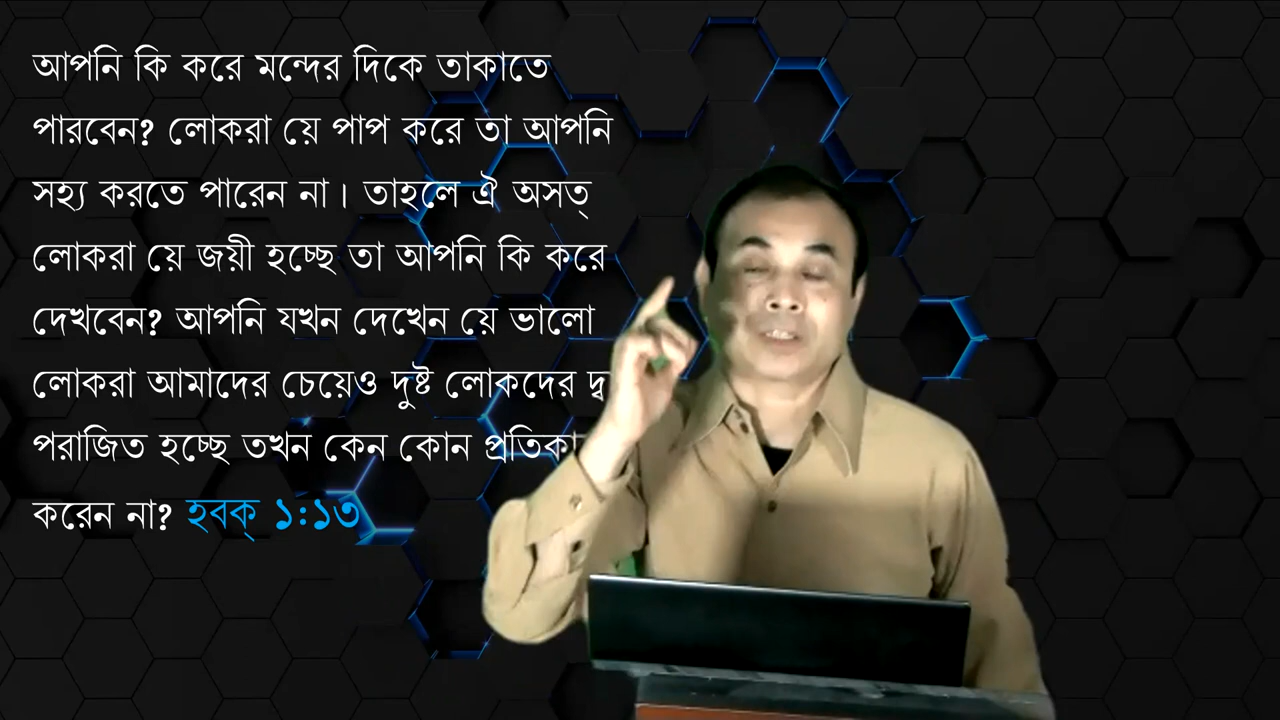 আপনি কি করে মন্দের দিকে তাকাতে
পারবেন? লোকরা য়ে পাপ করে তা আপনি
সহ্য করতে পারেন না। তাহলে ঐ অসত্‌
লোকরা য়ে জয়ী হচ্ছে তা আপনি কি করে
দেখবেন? আপনি যখন দেখেন য়ে ভালো
লোকরা আমাদের চেয়েও দুষ্ট লোকদের
পরাজিত হচ্ছে তখন কেন কোন
করেন না? হবক্‌ ১:১৩